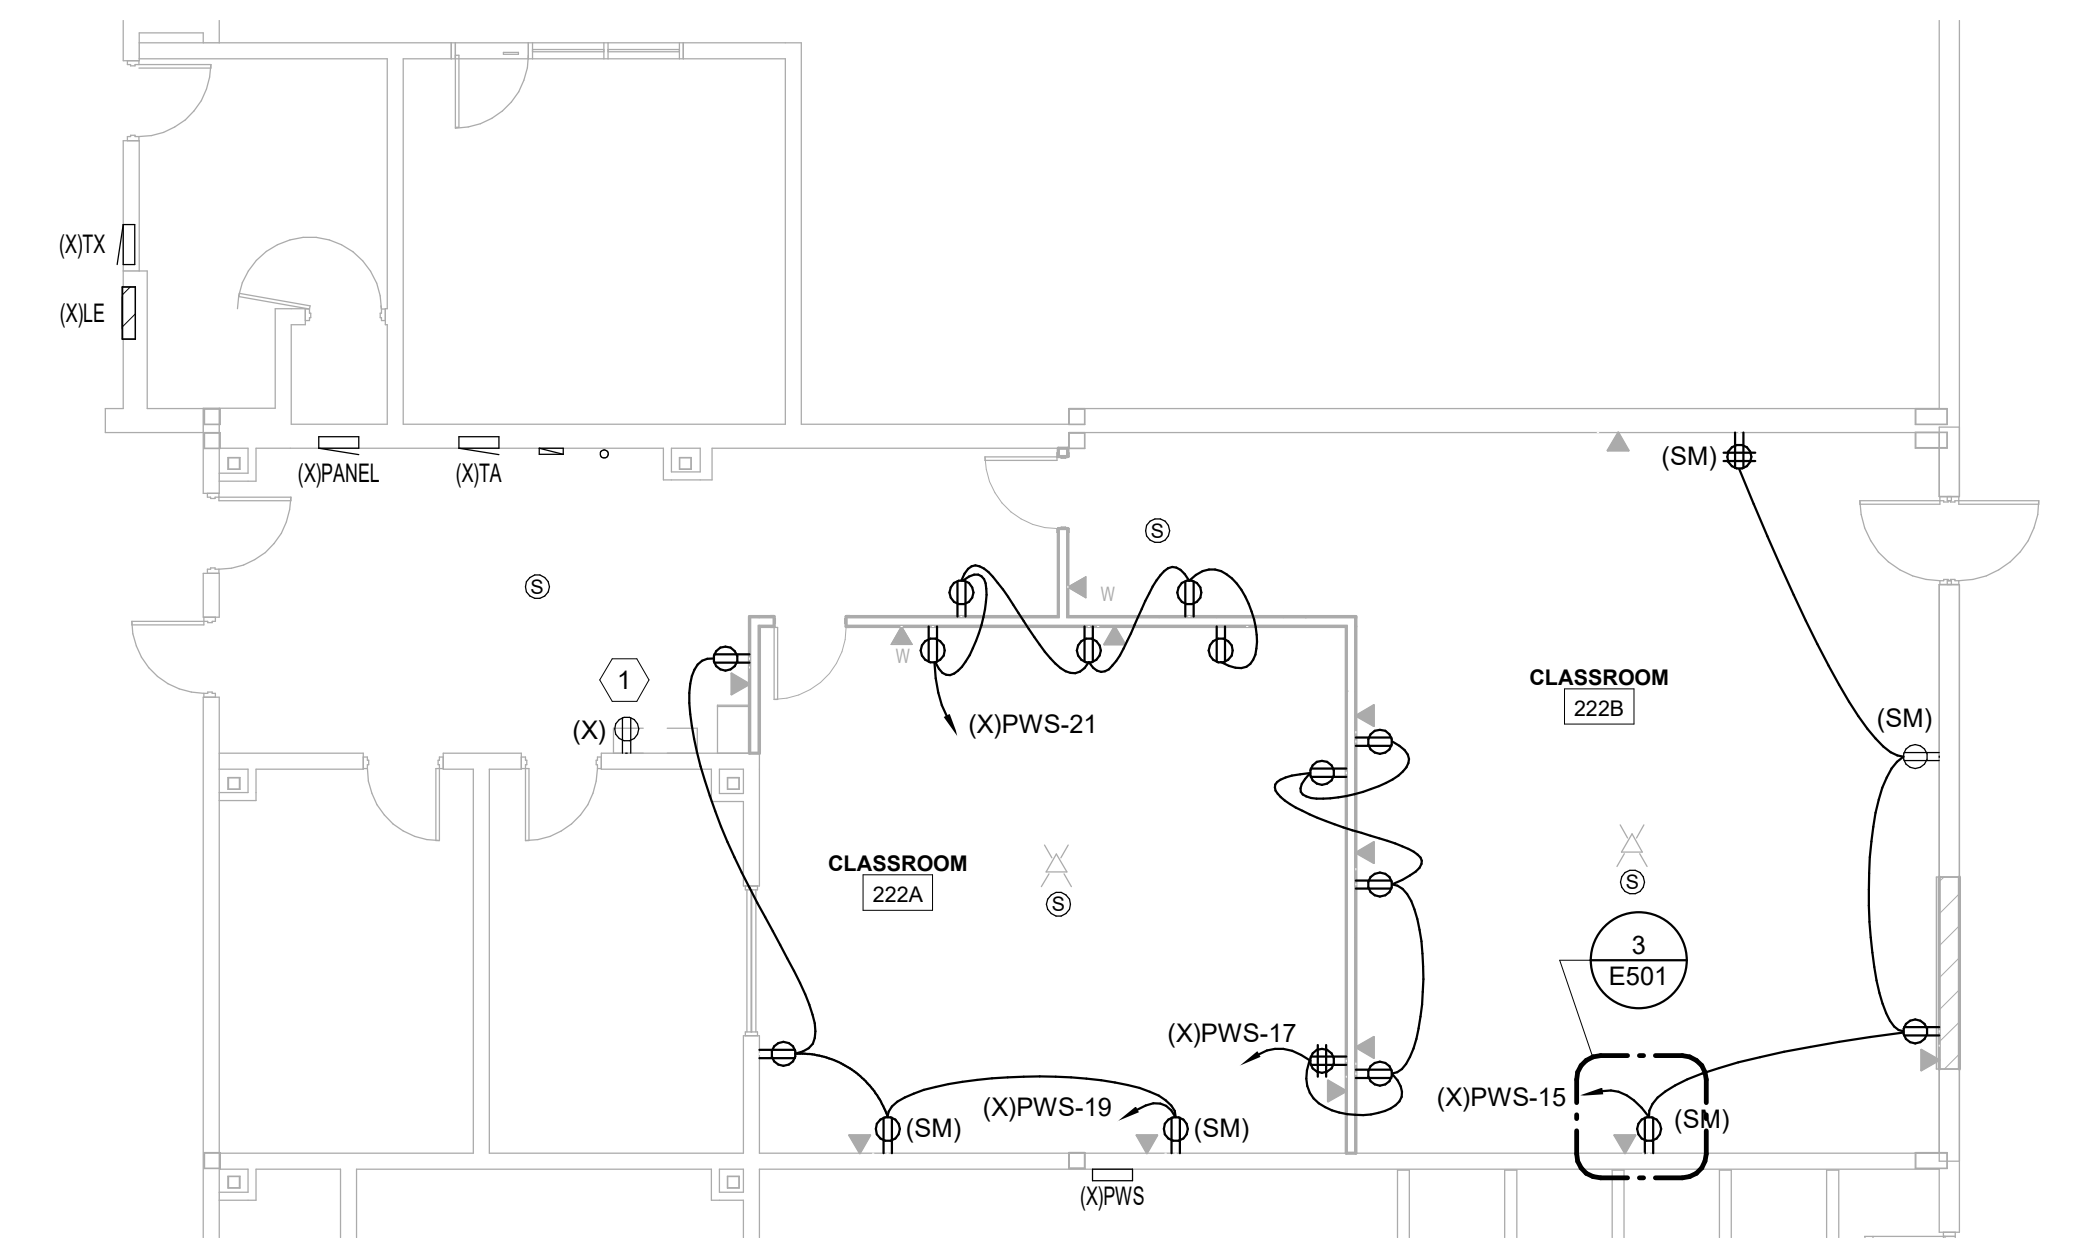 (X)TX
(X)LE
(X)PANEL
(X)TA
(SM)
S
S
W
W
1
(X)
(X)PWS-21
CLASSROOM
222B
(SM)
CLASSROOM
222A
S
S
3
E501
(X)PWS-17
(X)PWS-19
(SM)
(SM)
(X)PWS-15
(SM)
(X)PWS